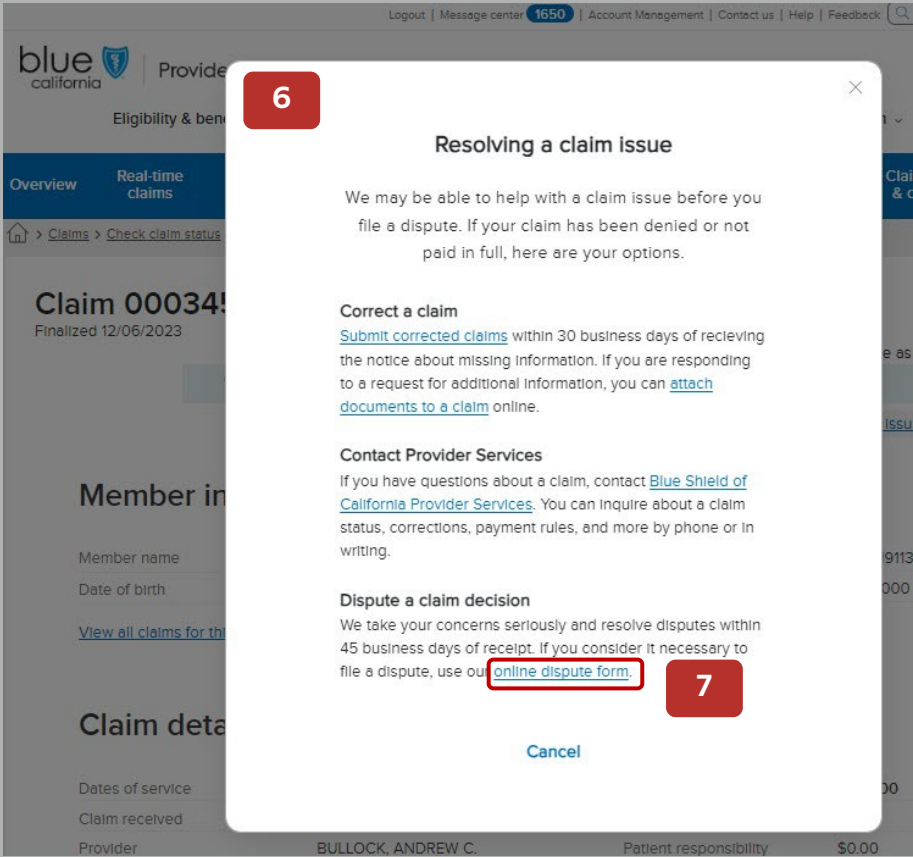 Logout | Message center 1650 | Account Management | Contact us | Help | Feedback
blue
california
Provide
Eligibility & ben
Overview
Real-time
claims
Clai
& c
> Claims > Check claim status
Claim 00034
Finalized 12/06/2023
e as
issu
Member in
Member name
9113
Date of birth
000
View all claims for thi
Claim deta
Dates of service
00
Claim received
Provider BULLOCK, ANDREW C. Patient responsibility $0.00
6
Resolving a claim issue
We may be able to help with a claim issue before you
file a dispute. If your claim has been denied or not
paid in full, here are your options.
Correct a claim
Submit corrected claims within 30 business days of recieving
the notice about missing information. If you are responding
to a request for additional information, you can attach
documents to a claim online.
Contact Provider Services
If you have questions about a claim, contact Blue Shield of
California Provider Services. You can inquire about a claim
status, corrections, payment rules, and more by phone or in
writing.
Dispute a claim decision
We take your concerns seriously and resolve disputes within
45 business days of receipt. If you consider it necessary to
file a dispute, use our online dispute form.
7
Cancel